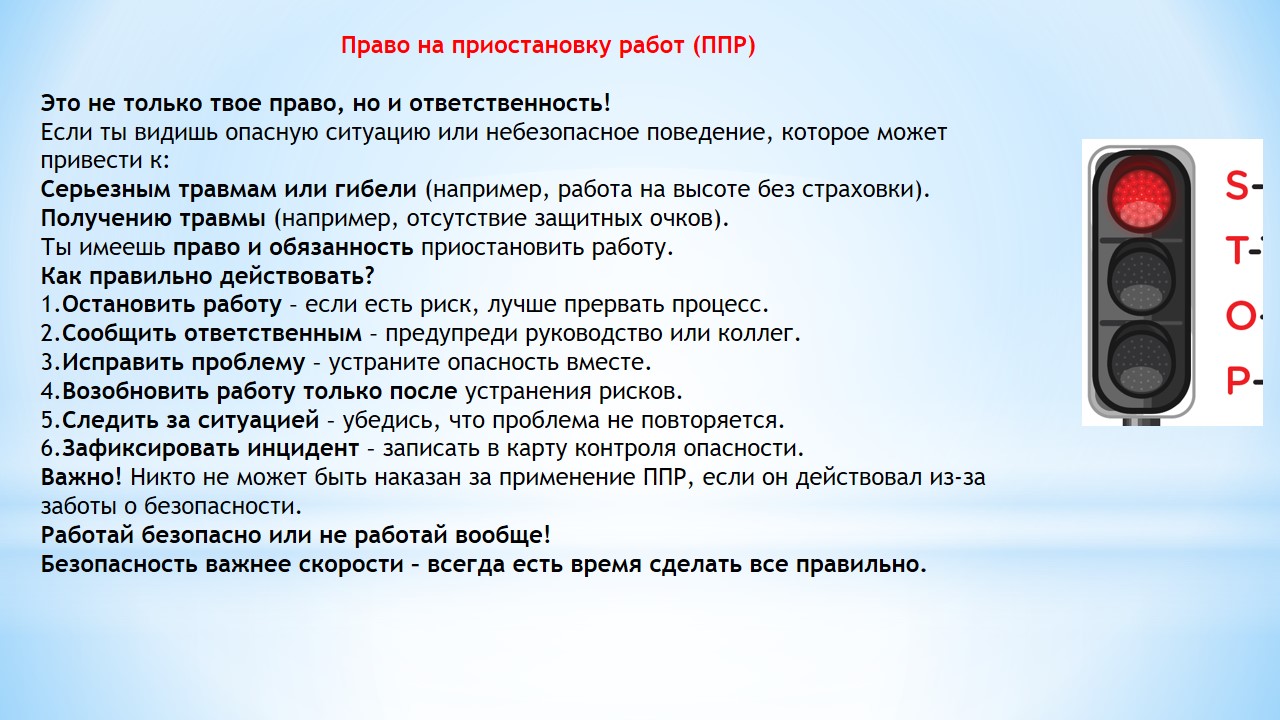 Право на приостановку работ (ППР)
Это не только твое право, но и ответственность!
Если ты видишь опасную ситуацию или небезопасное поведение, которое может
привести к:
Серьезным травмам или гибели (например, работа на высоте без страховки).
Получению травмы (например, отсутствие защитных очков).
Ты имеешь право и обязанность приостановить работу.
Как правильно действовать?
1.Остановить работу – если есть риск, лучше прервать процесс.
2.Сообщить ответственным – предупреди руководство или коллег.
3.Исправить проблему – устраните опасность вместе.
4.Возобновить работу только после устранения рисков.
5.Следить за ситуацией – убедись, что проблема не повторяется.
6.Зафиксировать инцидент – записать в карту контроля опасности.
Важно! Никто не может быть наказан за применение ППР, если он действовал из-за
заботы о безопасности.
Работай безопасно или не работай вообще!
Безопасность важнее скорости – всегда есть время сделать все правильно.
S-
T-
O-
P-